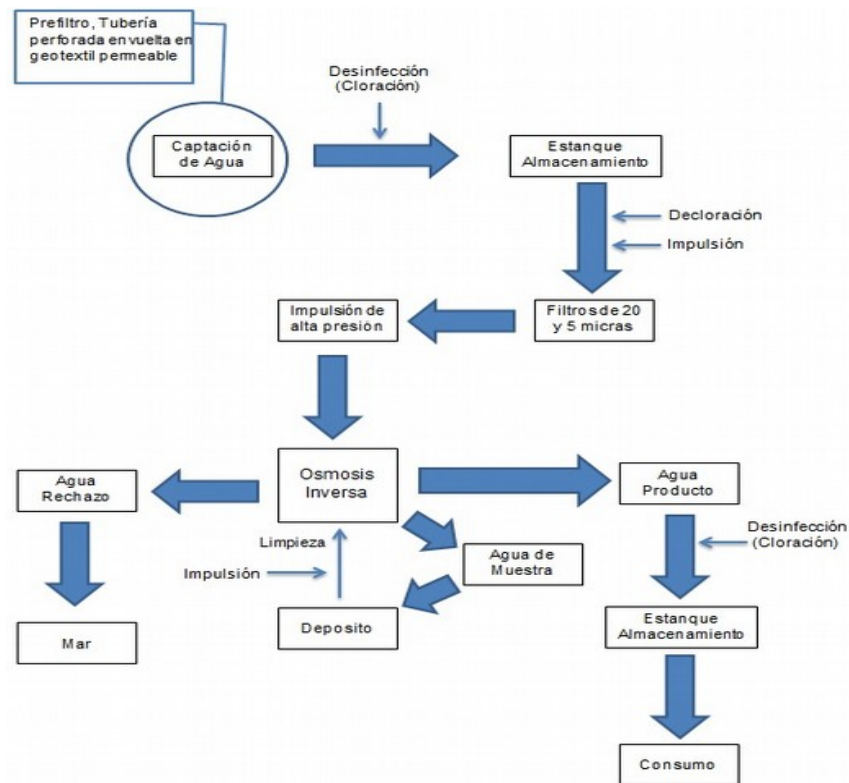 Prefiltro, Tubería
perforada en vuelta en
geotextil permeable
Desinfección
(Cloración)
Captación
de Agua
Estanque
Almacenamiento
Decloración
Impulsión
Impulsión de
alta presión
Filtros de 20
y 5 micras
Agua
Rechazo
Osmosis
Inversa
Agua
Producto
Limpieza
Impulsión
Agua de
Muestra
Desinfección
(Cloración)
Mar
Deposito
Estanque
Almacenamiento
Consumo